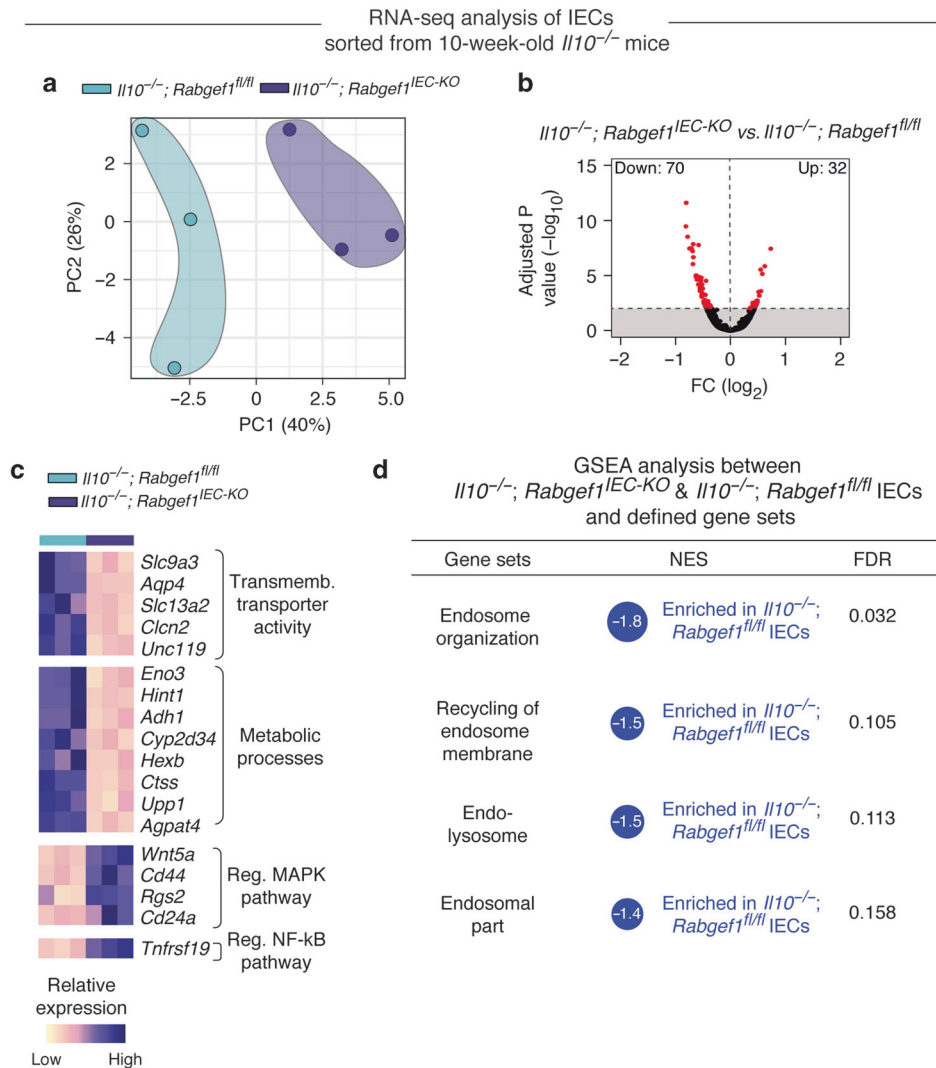 RNA-seq analysis of IECs
sorted from 10-week-old Il10–/– mice
a
Il10–/–; Rabgef1fl/fl
Il10–/–; Rabgef1IEC-KO
2
0
−2
−4
PC2 (26%)
−2.5
0
2.5
5.0
PC1 (40%)
b
Il10–/–; Rabgef1IEC-KO vs. Il10–/–; Rabgef1fl/fl
Down: 70
Up: 32
15
10
5
0
Adjusted P
value (−log10)
−2
−1
0
1
2
FC (log2)
c
Il10–/–; Rabgef1fl/fl
Il10–/–; Rabgef1IEC-KO
Slc9a3
Aqp4
Slc13a2
Clcn2
Unc119
Transmemb.
transporter
activity
Eno3
Hint1
Adh1
Cyp2d34
Hexb
Ctss
Upp1
Agpat4
Metabolic
processes
Wnt5a
Cd44
Rgs2
Cd24a
Reg. MAPK
pathway
Tnfrsf19
Reg. NF-kB
pathway
Relative
expression
Low
High
d
GSEA analysis between
Il10–/–; Rabgef1IEC-KO & Il10–/–; Rabgef1fl/fl IECs
and defined gene sets
Gene sets
NES
FDR
Endosome
organization
−1.8
Enriched in Il10–/–;
Rabgef1fl/fl IECs
0.032
Recycling of
endosome
membrane
−1.5
Enriched in Il10–/–;
Rabgef1fl/fl IECs
0.105
Endo-
lysosome
−1.5
Enriched in Il10–/–;
Rabgef1fl/fl IECs
0.113
Endosomal
part
−1.4
Enriched in Il10–/–;
Rabgef1fl/fl IECs
0.158